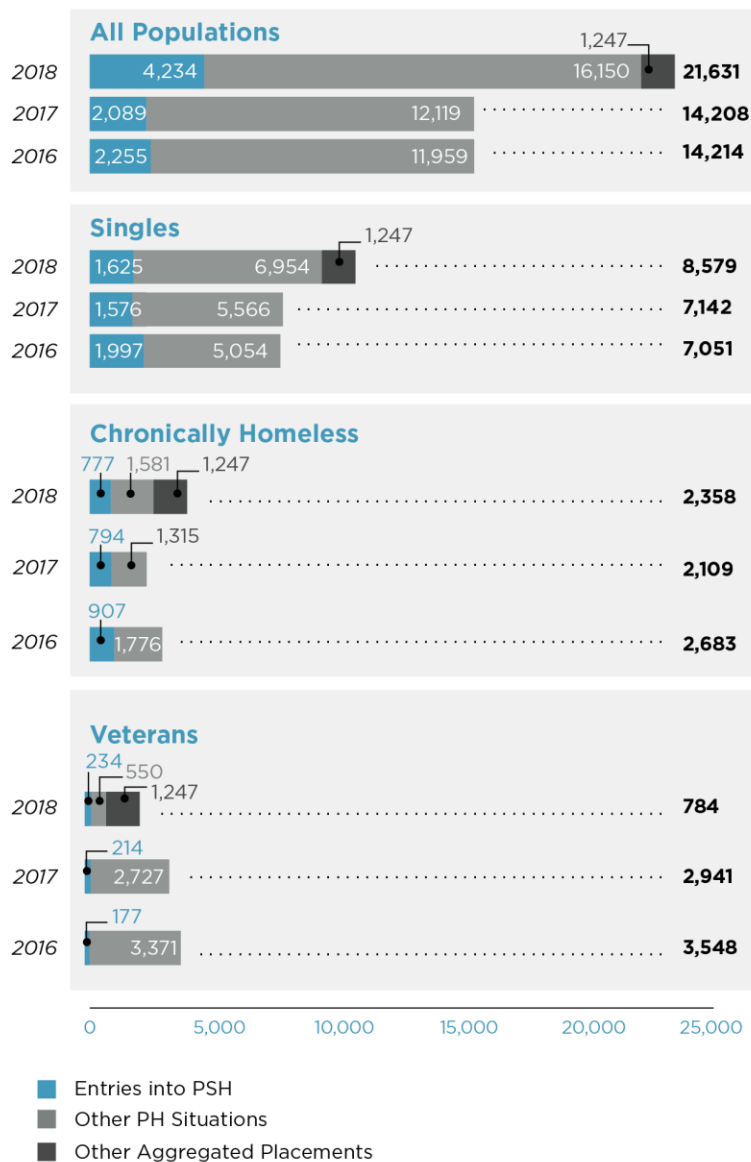 All Populations
1,247
2018 4,234 16,150 21,631
2017 2,089 12,119 14,208
2016 2,255 11,959 14,214
Singles
1,247
2018 1,625 6,954 8,579
2017 1,576 5,566 7,142
2016 1,997 5,054 7,051
Chronically Homeless
777 1,581 1,247
2018 2,358
794 1,315
2017 2,109
907
2016 1,776 2,683
Veterans
234
550
1,247
2018 784
214
2017 2,727 2,941
177
2016 3,371 3,548
0 5,000 10,000 15,000 20,000 25,000
Entries into PSH
Other PH Situations
Other Aggregated Placements